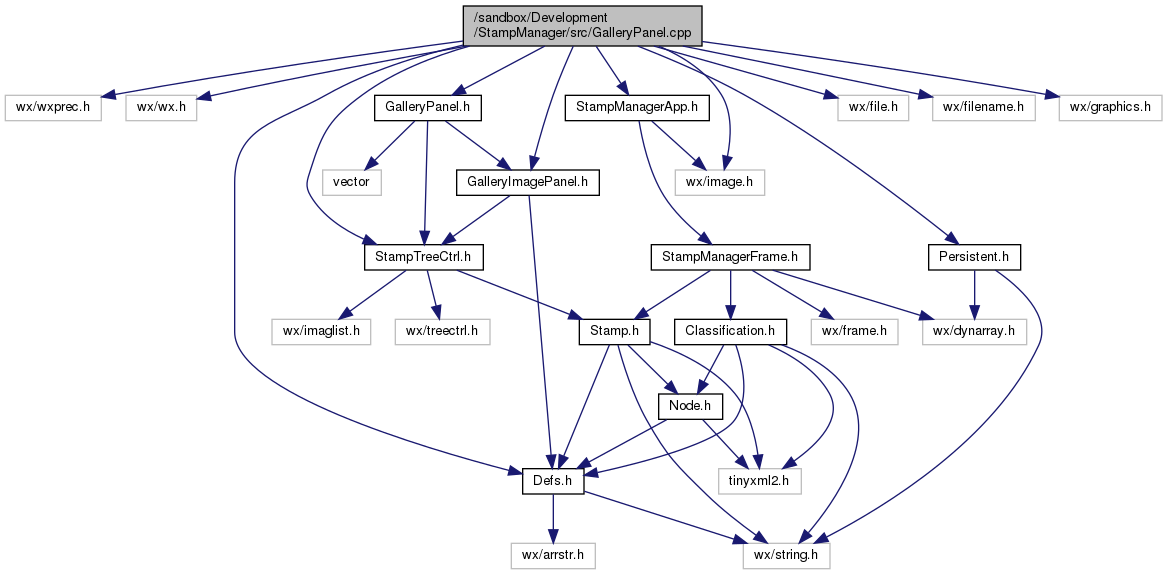 /sandbox/Development
/StampManager/src/GalleryPanel.cpp
wx/wxprec.h
wx/wx.h
GalleryPanel.h
StampManagerApp.h
wx/file.h
wx/filename.h
wx/graphics.h
vector
GalleryImagePanel.h
wx/image.h
StampTreeCtrl.h
StampManagerFrame.h
Persistent.h
wx/imaglist.h
wx/treectrl.h
Stamp.h
Classification.h
wx/frame.h
wx/dynarray.h
Node.h
Defs.h
tinyxml2.h
wx/arrstr.h
wx/string.h